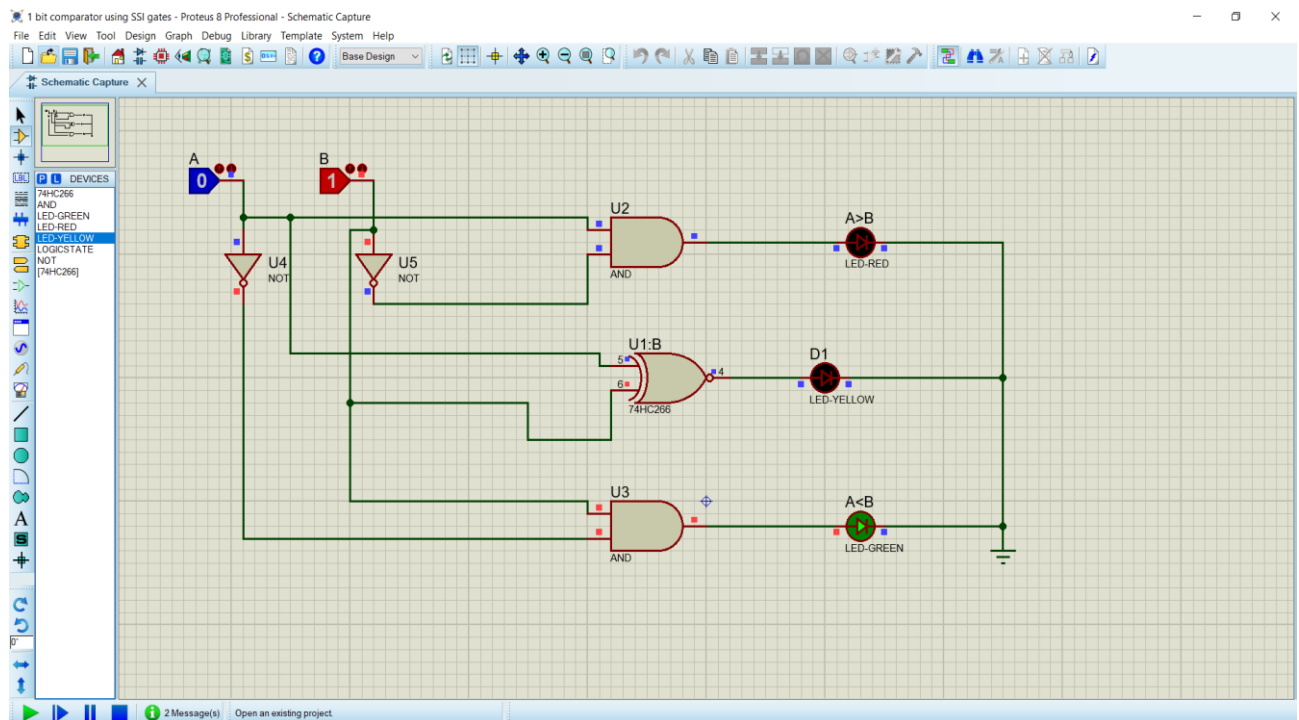 1 bit comparator using SSI gates - Proteus 8 Professional - Schematic Capture
File Edit View Tool Design Graph Debug Library Template System Help
Base Design
Schematic Capture
P L DEVICES
74HC266
AND
LED-GREEN
LED-RED
LED-YELLOW
LOGICSTATE
NOT
[74HC266]
LBL
A
S
0°
A
0
B
1
U4
NOT
U5
NOT
U2
AND
A>B
LED-RED
U1:B
5
6
4
74HC266
D1
LED-YELLOW
U3
AND
A<B
LED-GREEN
2 Message(s) Open an existing project